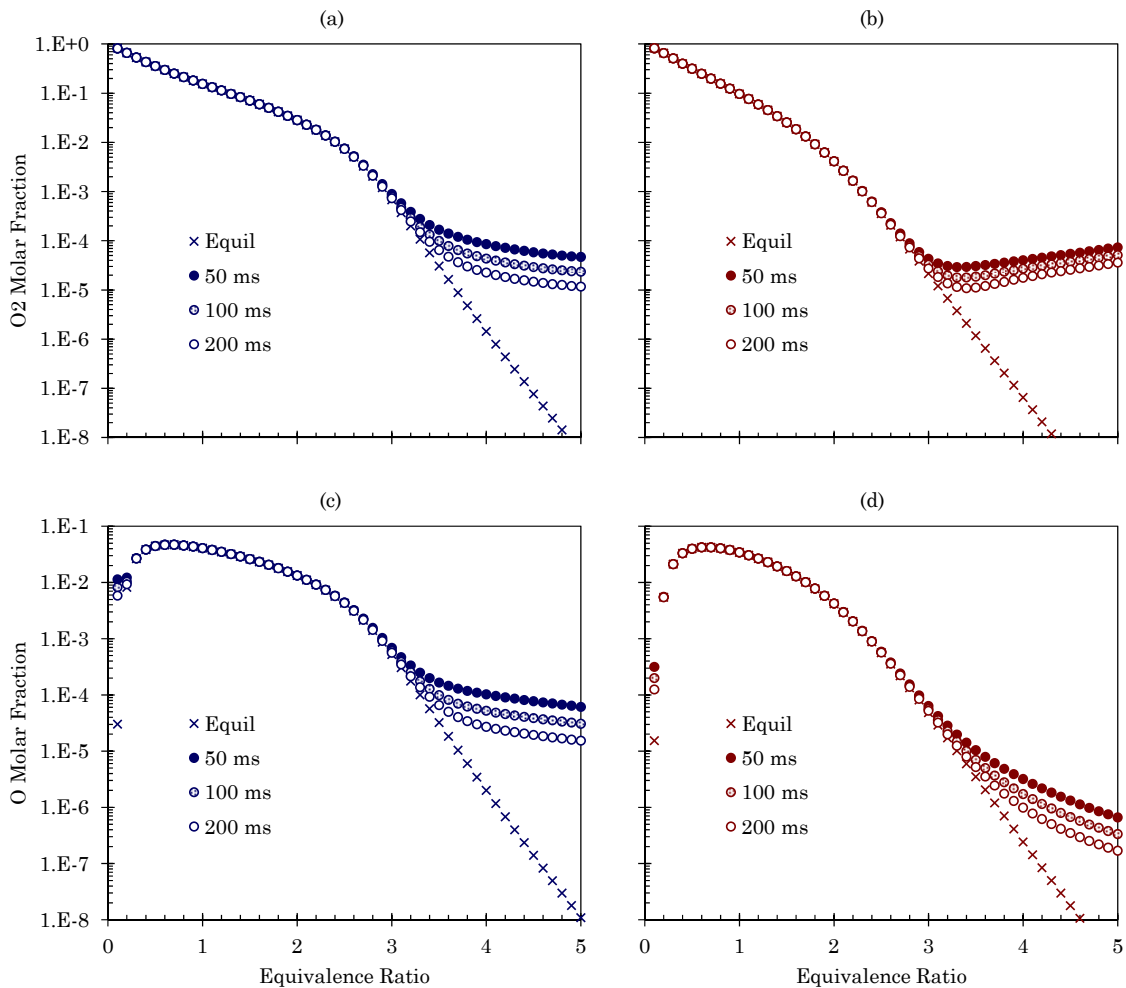 (a)
(b)
1.E+0
1.E-1
1.E-2
1.E-3
1.E-4
1.E-5
1.E-6
1.E-7
1.E-8
O2 Molar Fraction
Equil
50 ms
100 ms
200 ms
Equil
50 ms
100 ms
200 ms
(c)
(d)
1.E-1
1.E-2
1.E-3
1.E-4
1.E-5
1.E-6
1.E-7
1.E-8
O Molar Fraction
Equil
50 ms
100 ms
200 ms
Equil
50 ms
100 ms
200 ms
0 1 2 3 4 5
0 1 2 3 4 5
Equivalence Ratio
Equivalence Ratio